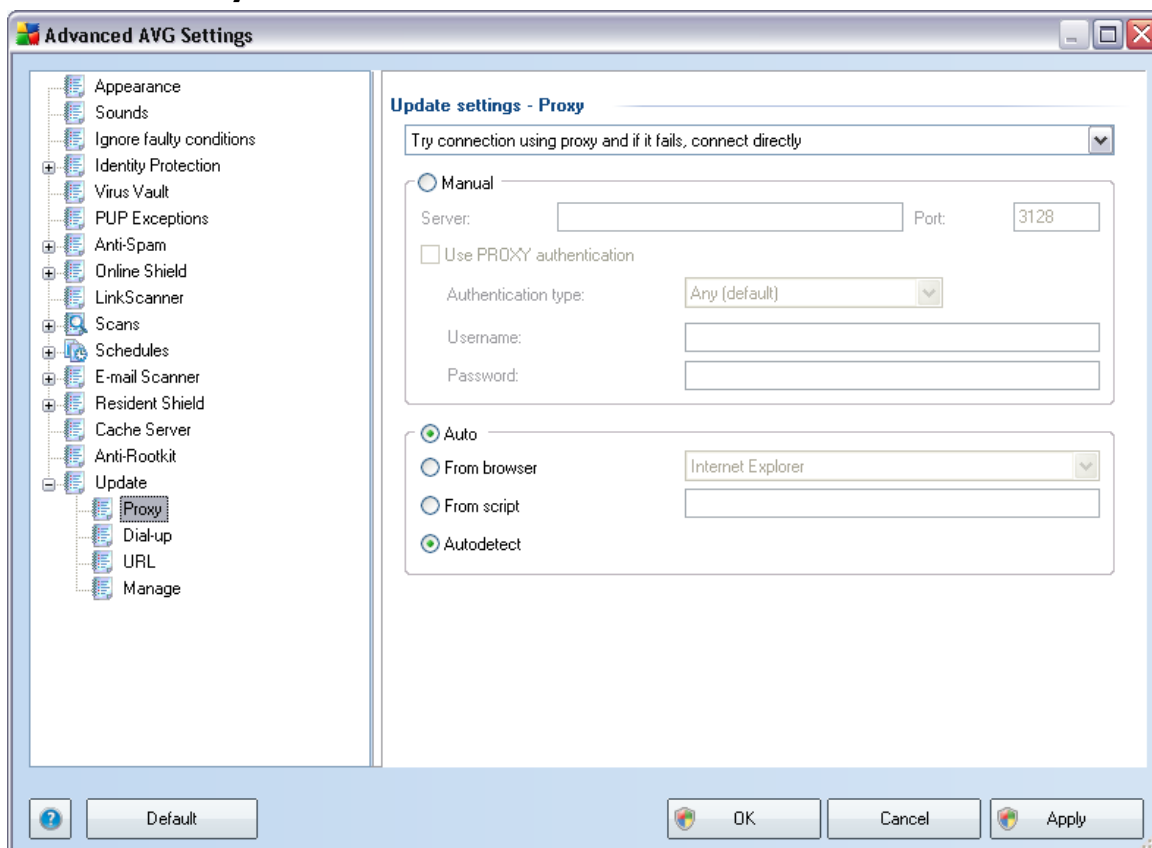 Advanced AVG Settings
Appearance
Sounds
Ignore faulty conditions
Identity Protection
Virus Vault
PUP Exceptions
Anti-Spam
Online Shield
LinkScanner
Scans
Schedules
E-mail Scanner
Resident Shield
Cache Server
Anti-Rootkit
Update
Proxy
Dial-up
URL
Manage
Update settings - Proxy
Try connection using proxy and if it fails, connect directly
Manual
Server: Port: 3128
Use PROXY authentication
Authentication type: Any (default)
Username:
Password:
Auto
From browser Internet Explorer
From script
Autodetect
? Default OK Cancel Apply